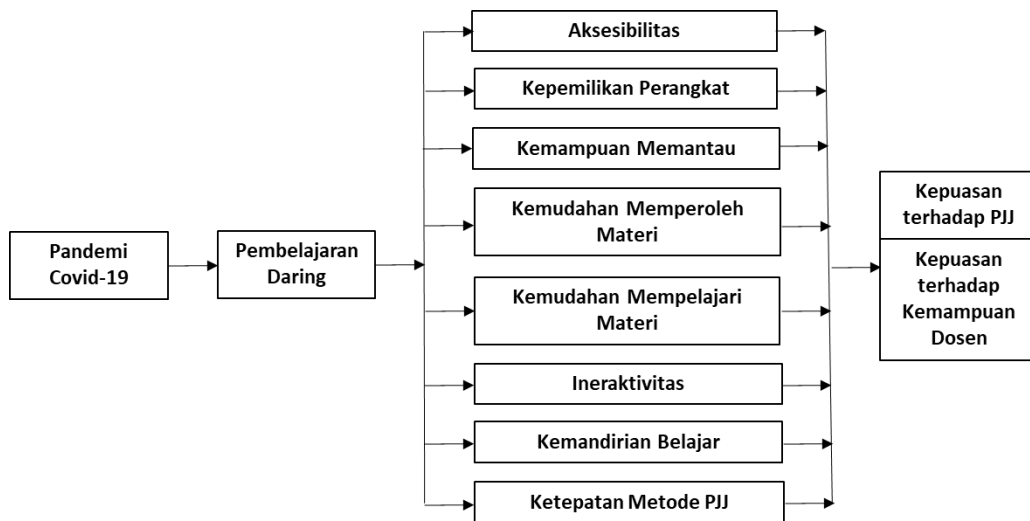 Pandemi
Covid-19
Pembelajaran
Daring
Aksesibilitas
Kepemilikan Perangkat
Kemampuan Memantau
Kemudahan Memperoleh
Materi
Kemudahan Mempelajari
Materi
Ineraktivitas
Kemandirian Belajar
Ketepatan Metode PJJ
Kepuasan
terhadap PJJ
Kepuasan
terhadap
Kemampuan
Dosen